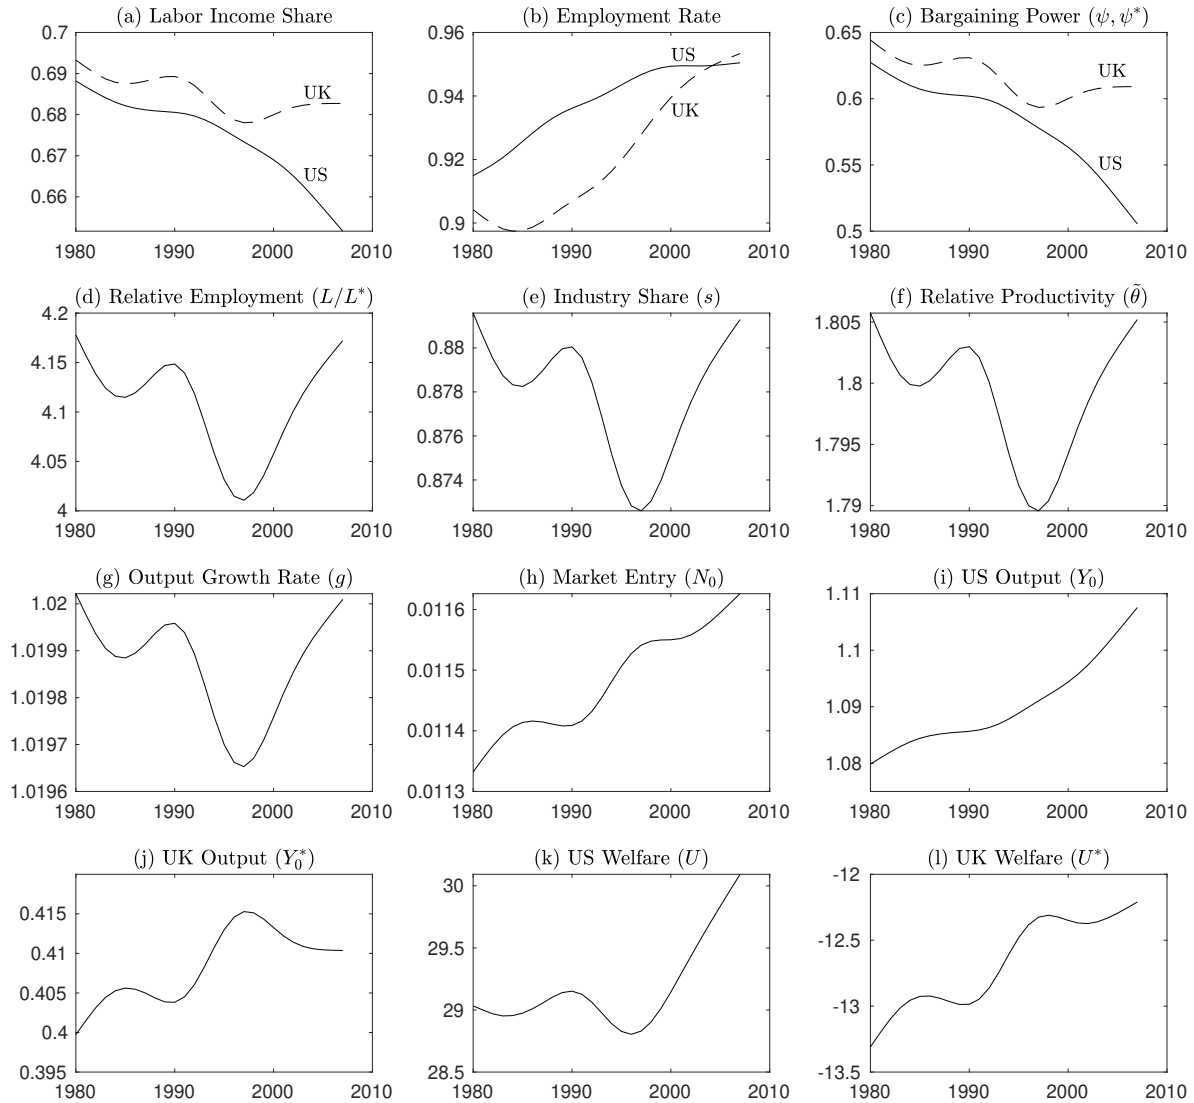 (a) Labor Income Share
0.7
0.69
0.68
0.67
0.66
UK
US
1980 1990 2000 2010
(b) Employment Rate
0.96
0.94
0.92
0.9
US
UK
1980 1990 2000 2010
(c) Bargaining Power (ψ, ψ*)
0.65
0.6
0.55
0.5
UK
US
1980 1990 2000 2010
(d) Relative Employment (L/L*)
4.2
4.15
4.1
4.05
4
1980 1990 2000 2010
(e) Industry Share (s)
0.88
0.878
0.876
0.874
1980 1990 2000 2010
(f) Relative Productivity (θ̃)
1.805
1.8
1.795
1.79
1980 1990 2000 2010
(g) Output Growth Rate (g)
1.02
1.0199
1.0198
1.0197
1.0196
1980 1990 2000 2010
(h) Market Entry (N₀)
0.0116
0.0115
0.0114
0.0113
1980 1990 2000 2010
(i) US Output (Y₀)
1.11
1.1
1.09
1.08
1980 1990 2000 2010
(j) UK Output (Y₀*)
0.415
0.41
0.405
0.4
0.395
1980 1990 2000 2010
(k) US Welfare (U)
30
29.5
29
28.5
1980 1990 2000 2010
(l) UK Welfare (U*)
-12
-12.5
-13
-13.5
1980 1990 2000 2010